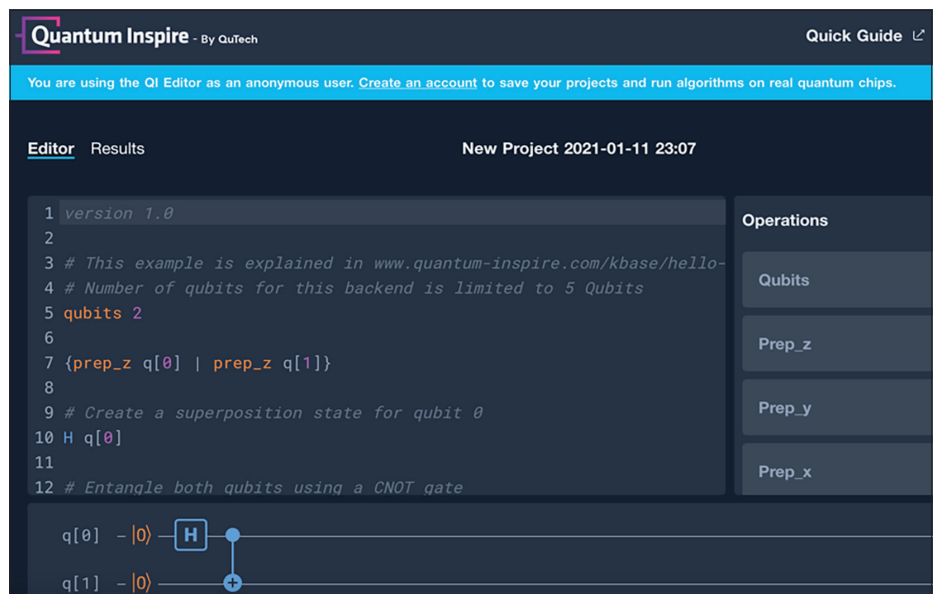 Quantum Inspire - By QuTech
Quick Guide
You are using the QI Editor as an anonymous user. Create an account to save your projects and run algorithms on real quantum chips.
Editor Results
New Project 2021-01-11 23:07
1 version 1.0
2
3 # This example is explained in www.quantum-inspire.com/kbase/hello-
4 # Number of qubits for this backend is limited to 5 Qubits
5 qubits 2
6
7 {prep_z q[0] | prep_z q[1]}
8
9 # Create a superposition state for qubit 0
10 H q[0]
11
12 # Entangle both qubits using a CNOT gate
Operations
Qubits
Prep_z
Prep_y
Prep_x
q[0] – |0⟩ H
q[1] – |0⟩